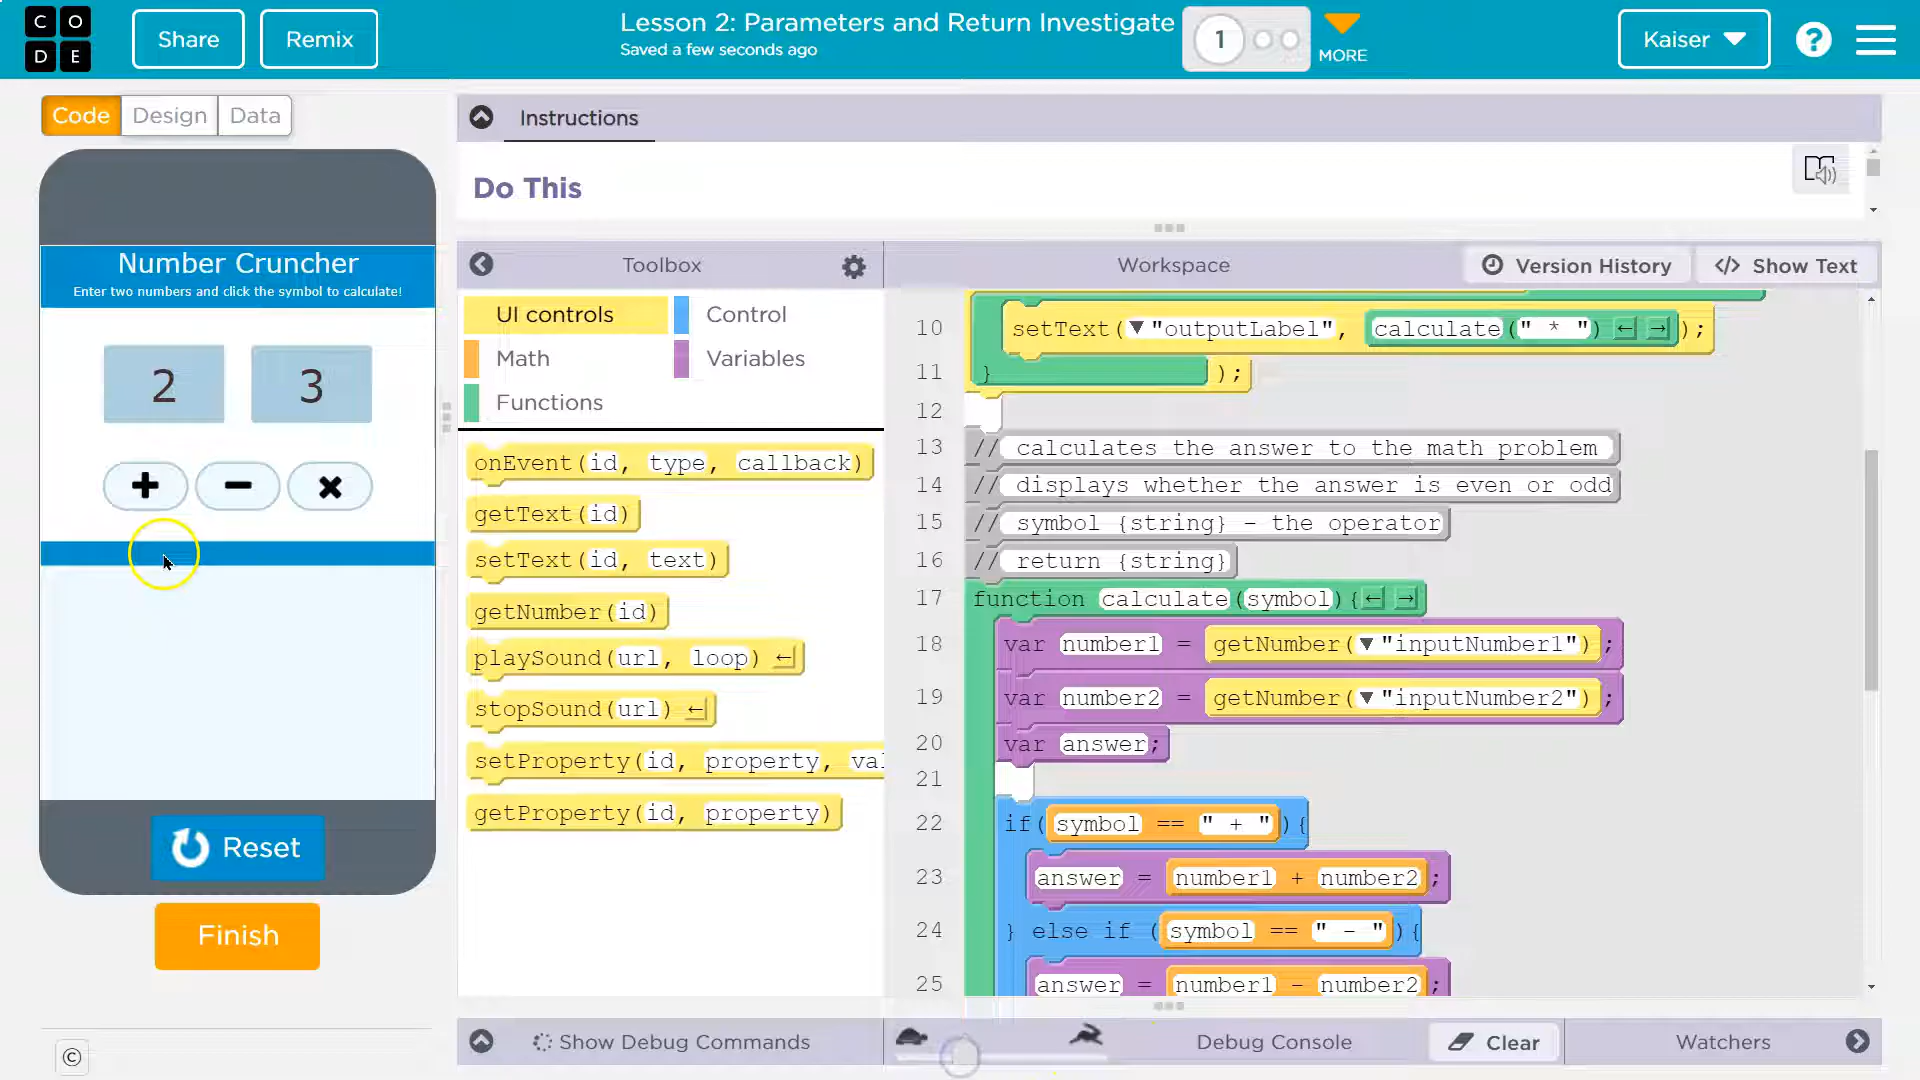 C O
D E
Share
Remix
Lesson 2: Parameters and Return Investigate
Saved a few seconds ago
1
MORE
Kaiser
?
Code
Design
Data
Instructions
Do This
Number Cruncher
Enter two numbers and click the symbol to calculate!
2
3
+
-
×
Reset
Finish
©
Toolbox
UI controls
Control
Math
Variables
Functions
onEvent(id, type, callback)
getText(id)
setText(id, text)
getNumber(id)
playSound(url, loop) ←
stopSound(url) ←
setProperty(id, property, val
getProperty(id, property)
Workspace
Version History
</> Show Text
10 setText(▼"outputLabel", calculate(" * ") ← → );
11 } );
12
13 // calculates the answer to the math problem
14 // displays whether the answer is even or odd
15 // symbol {string} - the operator
16 // return {string}
17 function calculate(symbol){ ← →
18 var number1 = getNumber(▼"inputNumber1");
19 var number2 = getNumber(▼"inputNumber2");
20 var answer;
21
22 if( symbol == " + " ){
23 answer = number1 + number2;
24 } else if ( symbol == " - " ){
25 answer = number1 - number2;
Show Debug Commands
Debug Console
Clear
Watchers